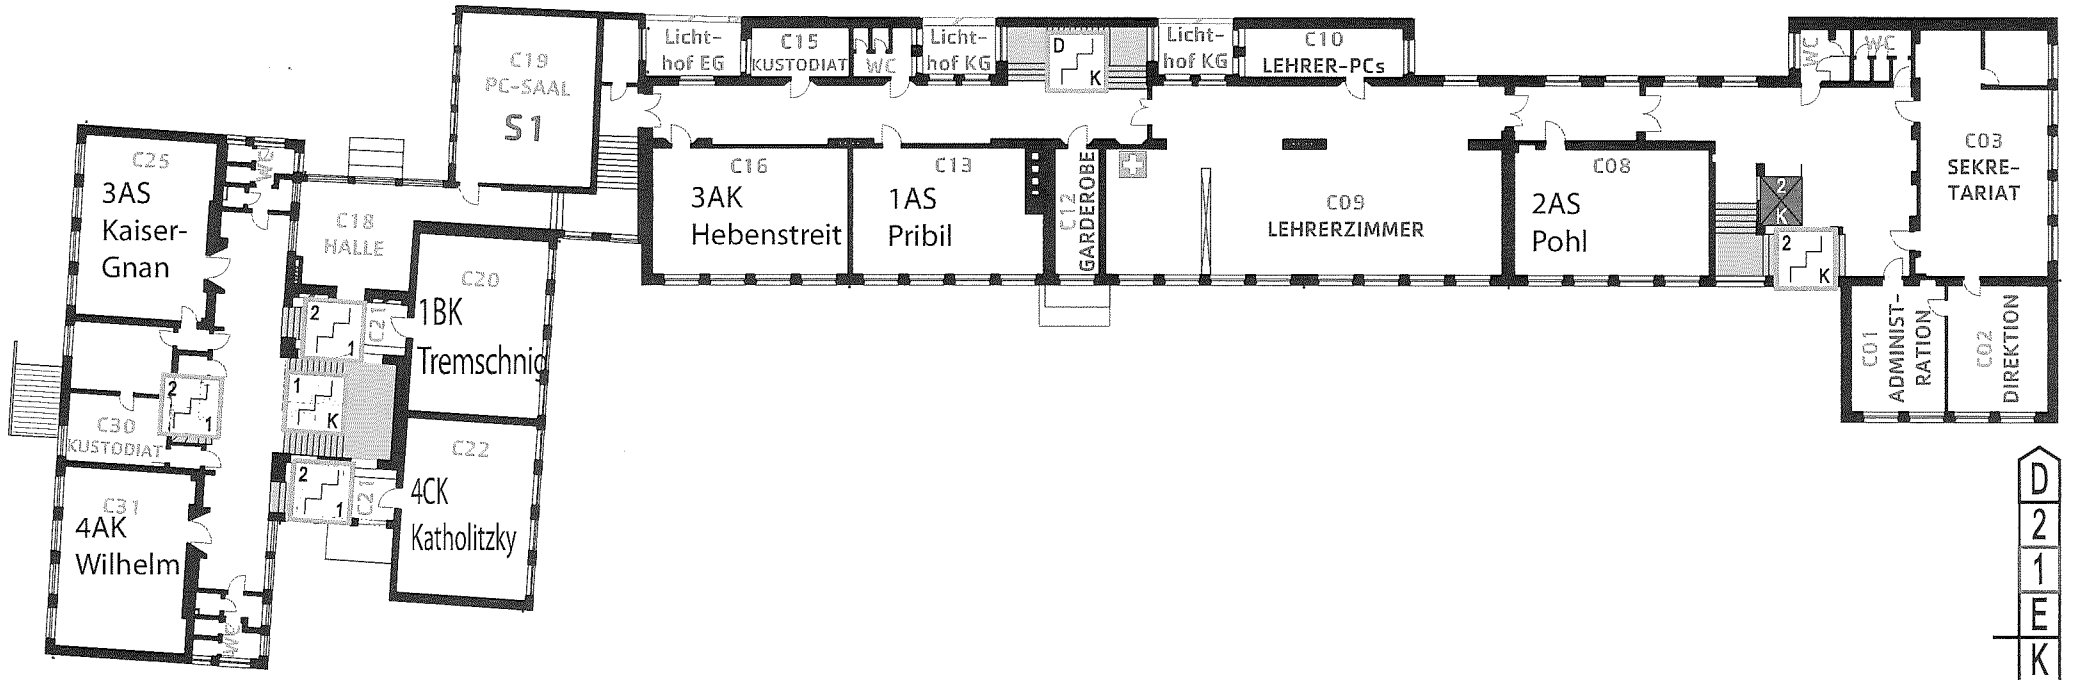 C19
PC-SAAL
S1
Licht-
hof EG
C15
KUSTODIAT
WC
Licht-
hof KG
D
K
Licht-
hof KG
C10
LEHRER-PCs
WC
WC
C03
SEKRE-
TARIAT
C25
3AS
Kaiser-
Gnan
WC
C18
HALLE
C16
3AK
Hebenstreit
C13
1AS
Pribil
C12
GARDEROBE
C09
LEHRERZIMMER
C08
2AS
Pohl
2
K
2
K
C01
ADMINIST-
RATION
C02
DIREKTION
C20
1BK
Tremschnig
2
1
C21
1
K
2
1
C30
KUSTODIAT
C22
4CK
Katholitzky
2
1
C21
C31
4AK
Wilhelm
WC
D
2
1
E
K